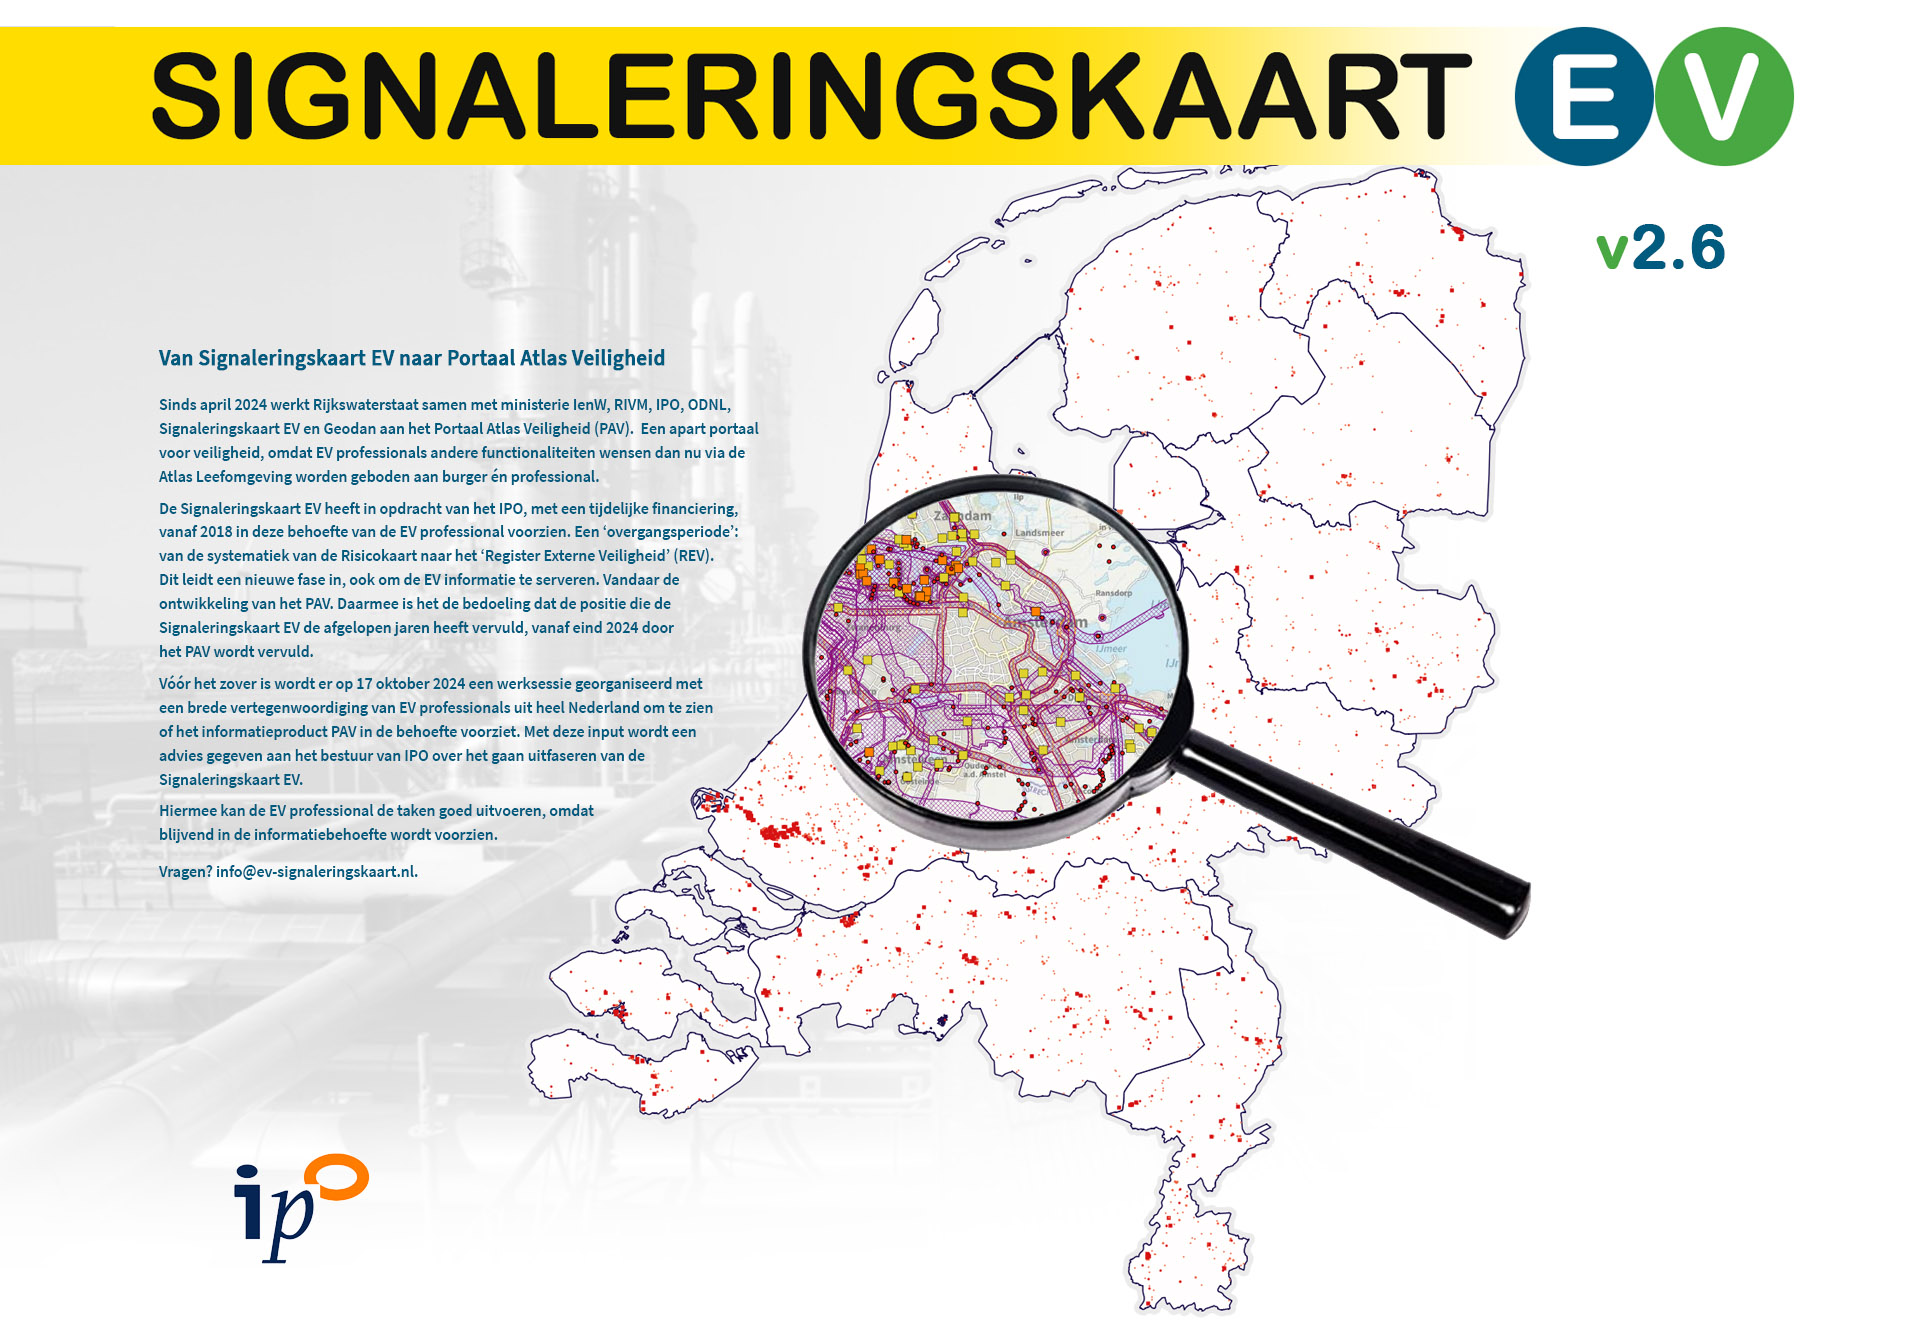 SIGNALERINGSKAART EV
v2.6
Van Signaleringskaart EV naar Portaal Atlas Veiligheid
Sinds april 2024 werkt Rijkswaterstaat samen met ministerie IenW, RIVM, IPO, ODNL,
Signaleringskaart EV en Geodan aan het Portaal Atlas Veiligheid (PAV).  Een apart portaal
voor veiligheid, omdat EV professionals andere functionaliteiten wensen dan nu via de
Atlas Leefomgeving worden geboden aan burger én professional.
De Signaleringskaart EV heeft in opdracht van het IPO, met een tijdelijke financiering,
vanaf 2018 in deze behoefte van de EV professional voorzien. Een ‘overgangsperiode’:
van de systematiek van de Risicokaart naar het ‘Register Externe Veiligheid’ (REV).
Dit leidt een nieuwe fase in, ook om de EV informatie te serveren. Vandaar de
ontwikkeling van het PAV. Daarmee is het de bedoeling dat de positie die de
Signaleringskaart EV de afgelopen jaren heeft vervuld, vanaf eind 2024 door
het PAV wordt vervuld.
Vóór het zover is wordt er op 17 oktober 2024 een werksessie georganiseerd met
een brede vertegenwoordiging van EV professionals uit heel Nederland om te zien
of het informatieproduct PAV in de behoefte voorziet. Met deze input wordt een
advies gegeven aan het bestuur van IPO over het gaan uitfaseren van de
Signaleringskaart EV.
Hiermee kan de EV professional de taken goed uitvoeren, omdat
blijvend in de informatiebehoefte wordt voorzien.
Vragen? info@ev-signaleringskaart.nl.
Ilp
Zaandam
Landsmeer
Ransdorp
Amsterdam
IJmeer
a.d. Amstel
ipo